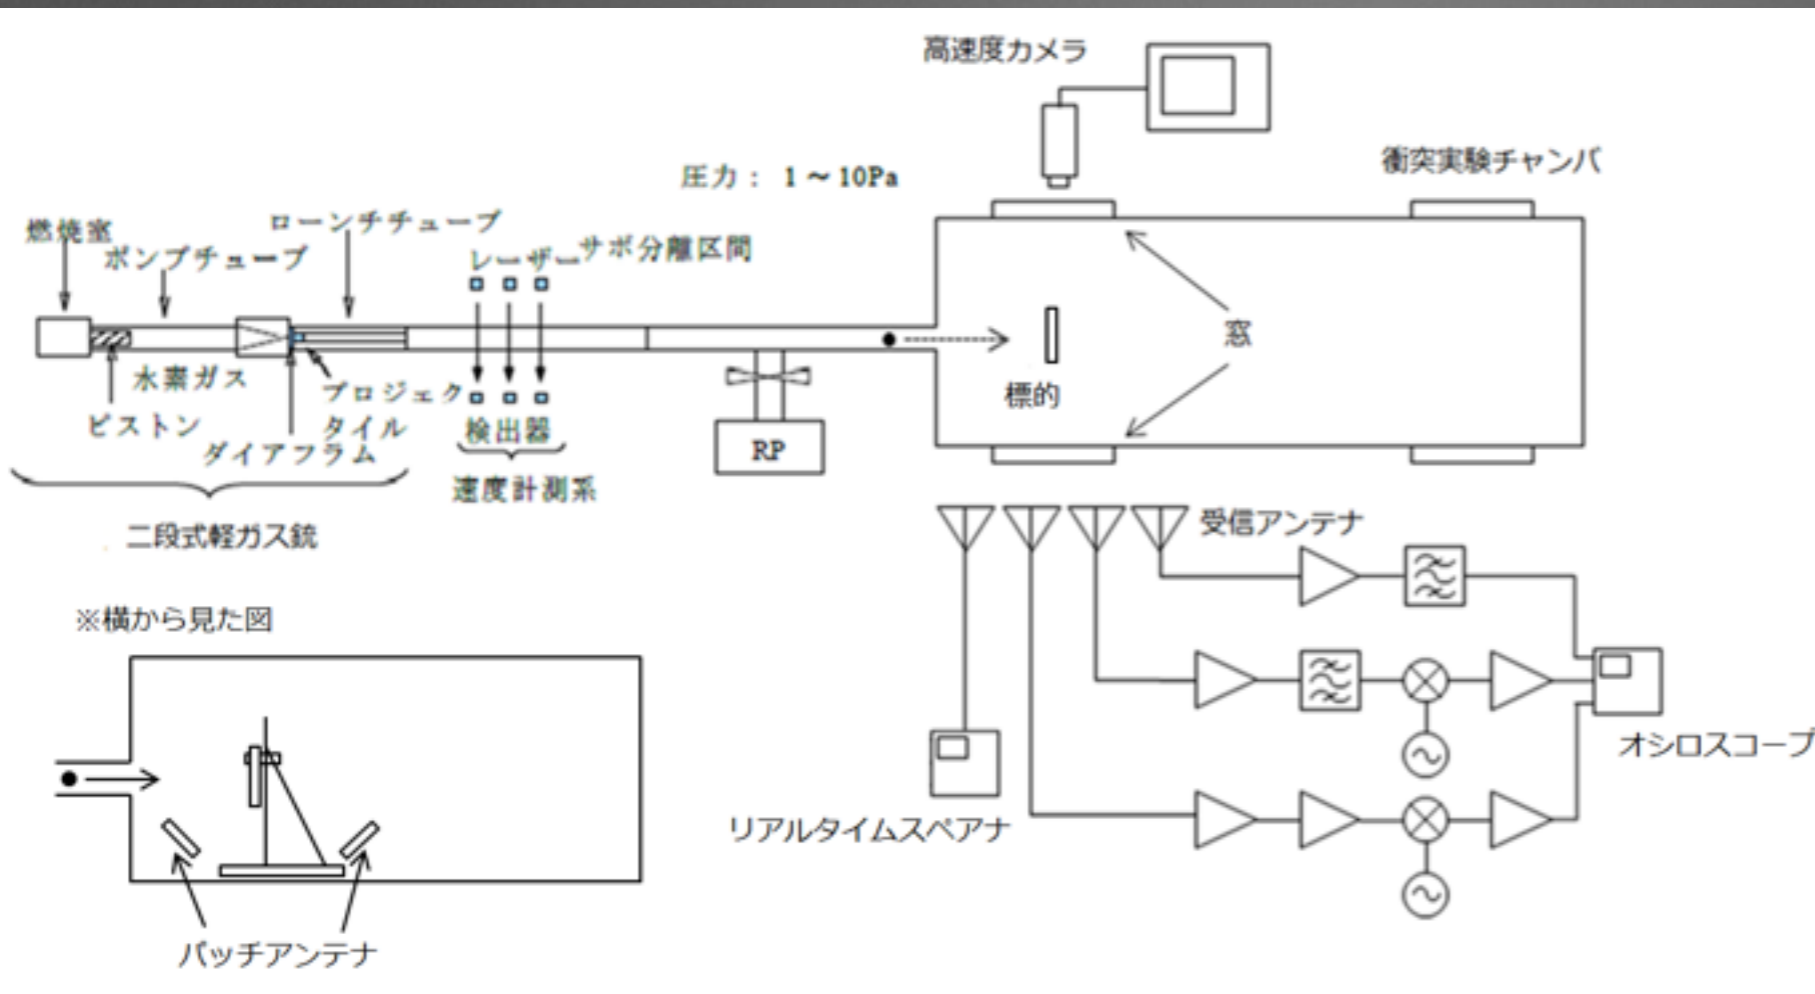 高速度カメラ
衝突実験チャンバ
圧力： 1～10Pa
燃焼室
ローンチチューブ
ポンプチューブ
レーザー
サボ分離区間
窓
水素ガス
プロジェク
タイル
標的
ピストン
ダイアフラム
検出器
RP
速度計測系
二段式軽ガス銃
受信アンテナ
※横から見た図
オシロスコープ
リアルタイムスペアナ
パッチアンテナ